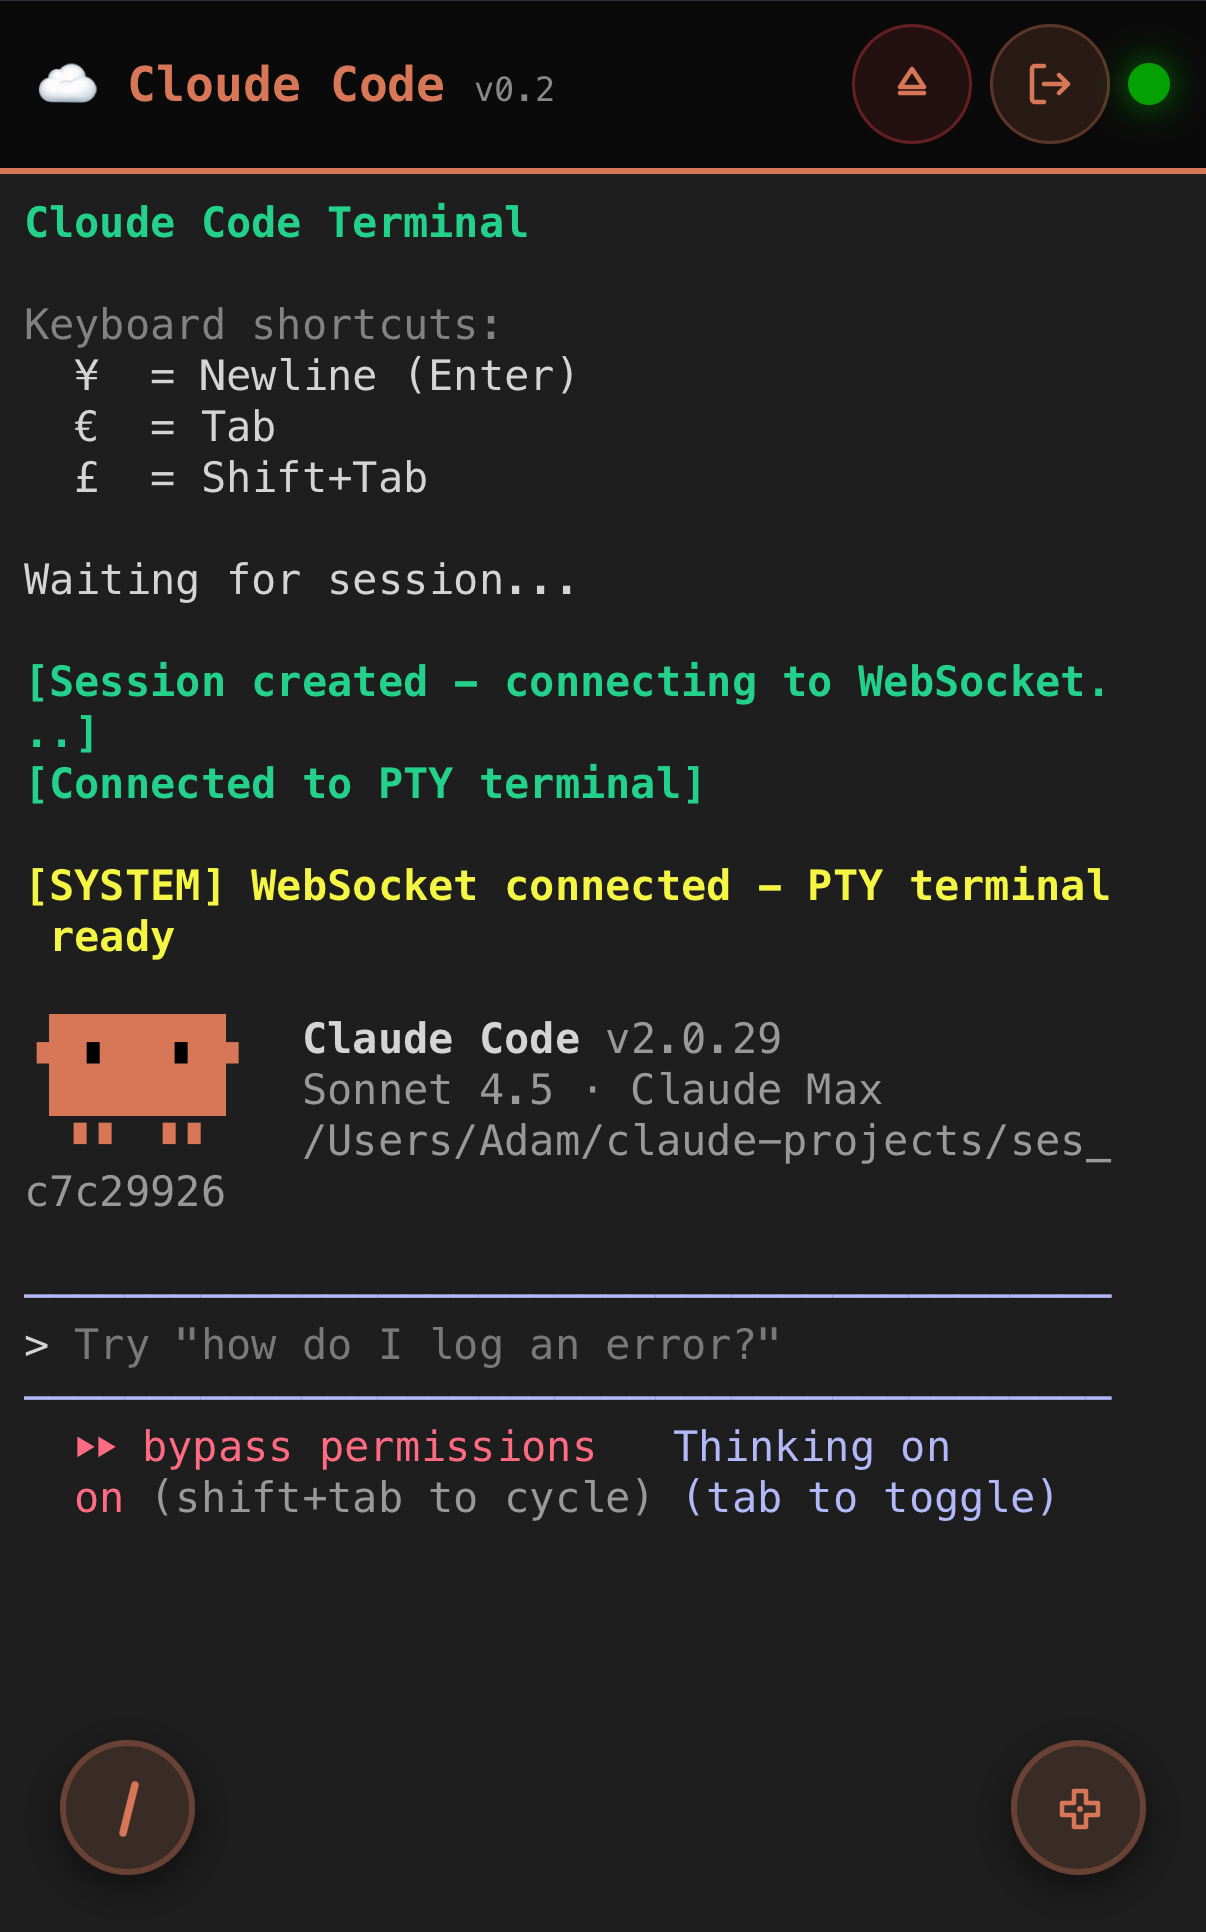 Cloude Code v0.2
Cloude Code Terminal
Keyboard shortcuts:
¥ = Newline (Enter)
€ = Tab
£ = Shift+Tab
Waiting for session...
[Session created – connecting to WebSocket.
..]
[Connected to PTY terminal]
[SYSTEM] WebSocket connected – PTY terminal
ready
Claude Code v2.0.29
Sonnet 4.5 · Claude Max
/Users/Adam/claude-projects/ses_
c7c29926
> Try "how do I log an error?"
bypass permissions Thinking on
on (shift+tab to cycle) (tab to toggle)
/